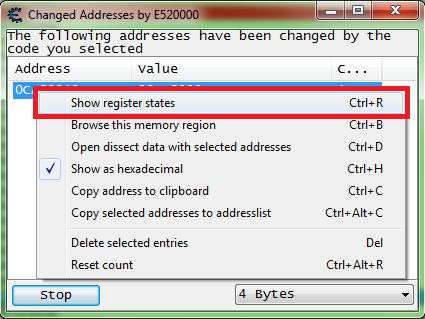 Changed Addresses by E520000
The following addresses have been changed by the
code you selected
Address Value C...
Show register states Ctrl+R
Browse this memory region Ctrl+B
Open dissect data with selected addresses Ctrl+D
Show as hexadecimal Ctrl+H
Copy address to clipboard Ctrl+C
Copy selected addresses to addresslist Ctrl+Alt+C
Delete selected entries Del
Reset count Ctrl+Alt+R
Stop 4 Bytes